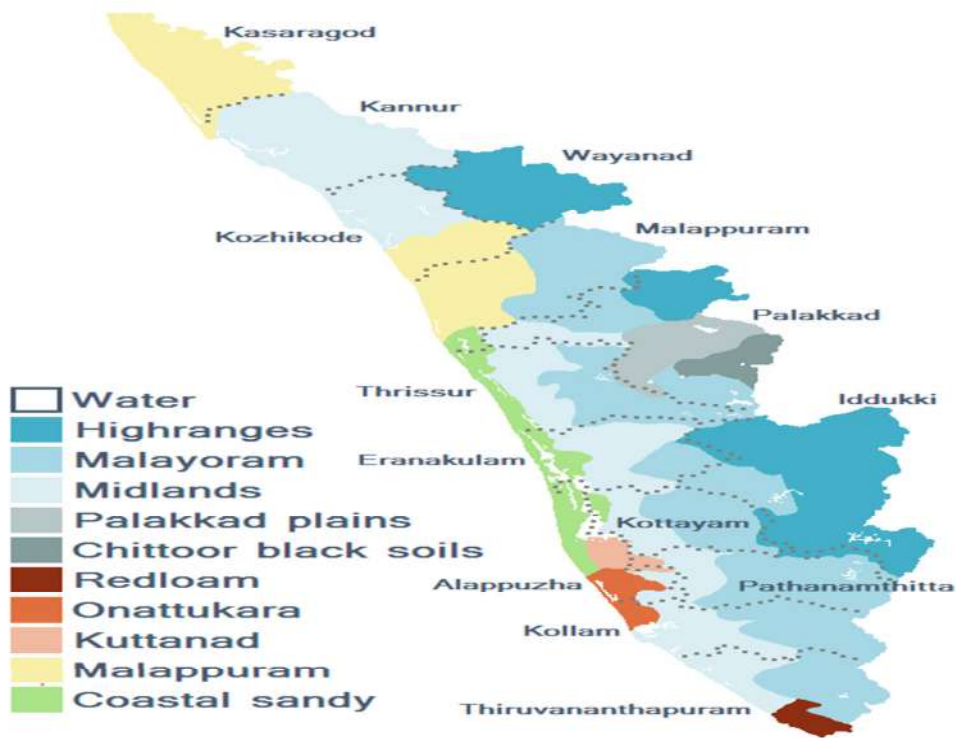 Kasaragod
Kannur
Wayanad
Malappuram
Kozhikode
Palakkad
Thrissur
Iddukki
Eranakulam
Kottayam
Alappuzha
Pathanamthitta
Kollam
Thiruvananthapuram
Water
Highranges
Malayoram
Midlands
Palakkad plains
Chittoor black soils
Redloam
Onattukara
Kuttanad
Malappuram
Coastal sandy